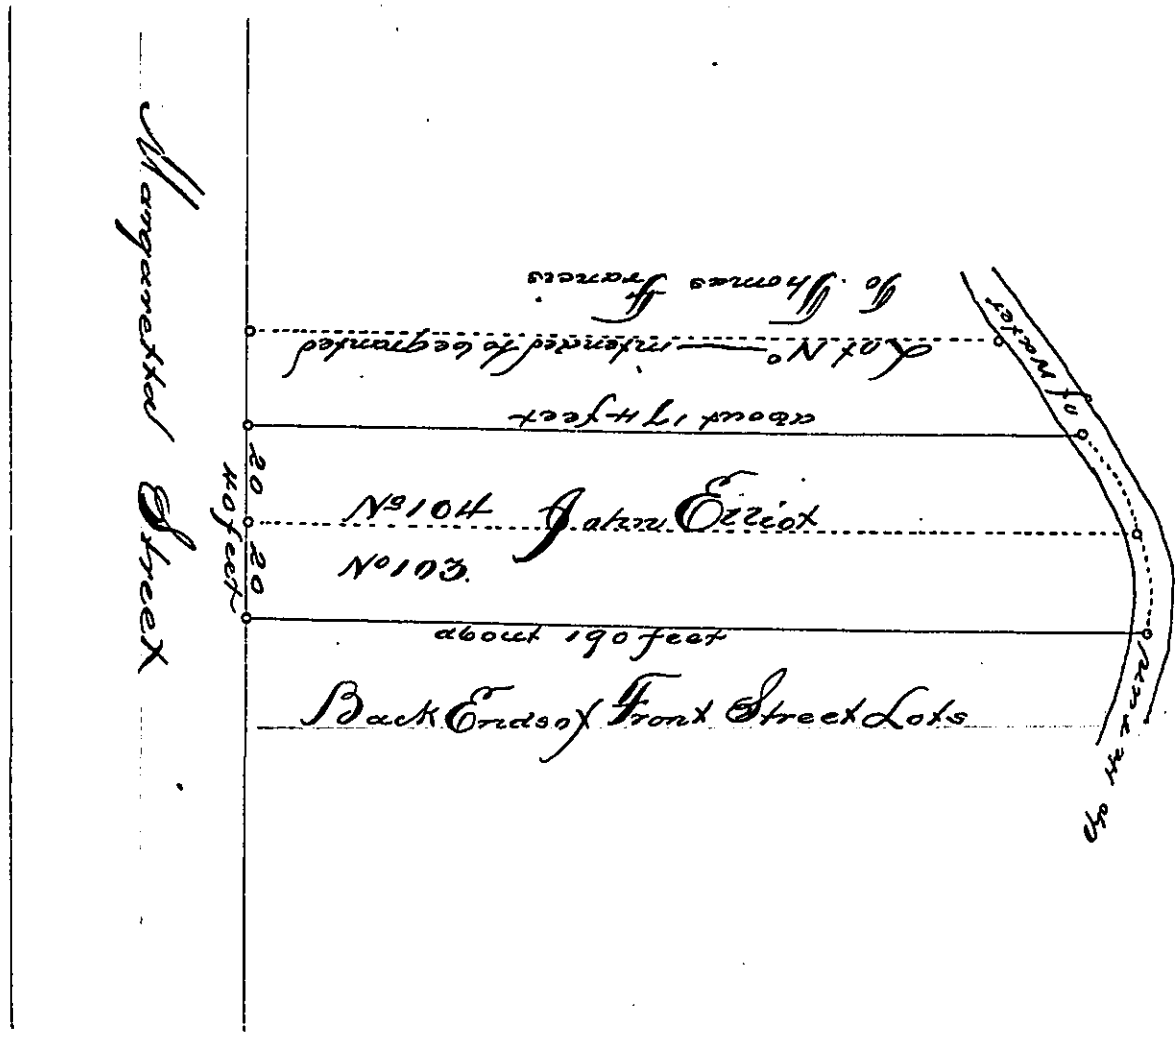 Margaretta Street
Lot No — intended to be granted
To Thomas Francis
about 174 feet
20 20
40 feet
No 104 John Elliot
No 103.
about 190 feet
Back Ends of Front Street Lots
of Water